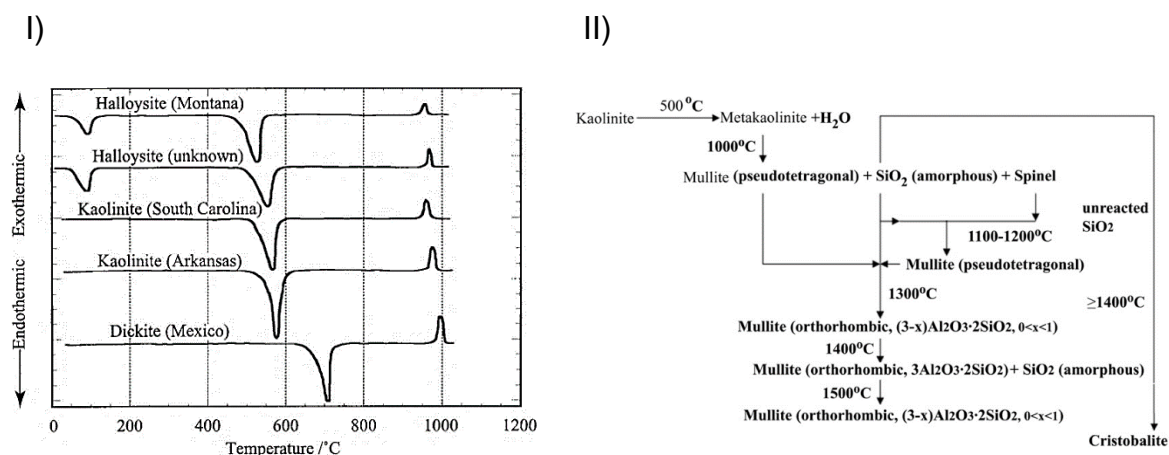 I)
Exothermic
Endothermic
Halloysite (Montana)
Halloysite (unknown)
Kaolinite (South Carolina)
Kaolinite (Arkansas)
Dickite (Mexico)
0 200 400 600 800 1000 1200
Temperature /°C
II)
Kaolinite 500°C Metakaolinite +H₂O
1000°C
Mullite (pseudotetragonal) + SiO₂ (amorphous) + Spinel
unreacted
SiO₂
1100-1200°C
Mullite (pseudotetragonal)
1300°C
≥1400°C
Mullite (orthorhombic, (3-x)Al₂O₃·2SiO₂, 0<x<1)
1400°C
Mullite (orthorhombic, 3Al₂O₃·2SiO₂) + SiO₂ (amorphous)
1500°C
Mullite (orthorhombic, (3-x)Al₂O₃·2SiO₂, 0<x<1)
Cristobalite